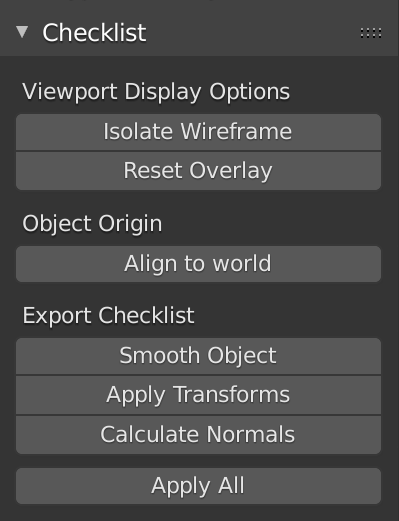 Checklist
Viewport Display Options
Isolate Wireframe
Reset Overlay
Object Origin
Align to world
Export Checklist
Smooth Object
Apply Transforms
Calculate Normals
Apply All